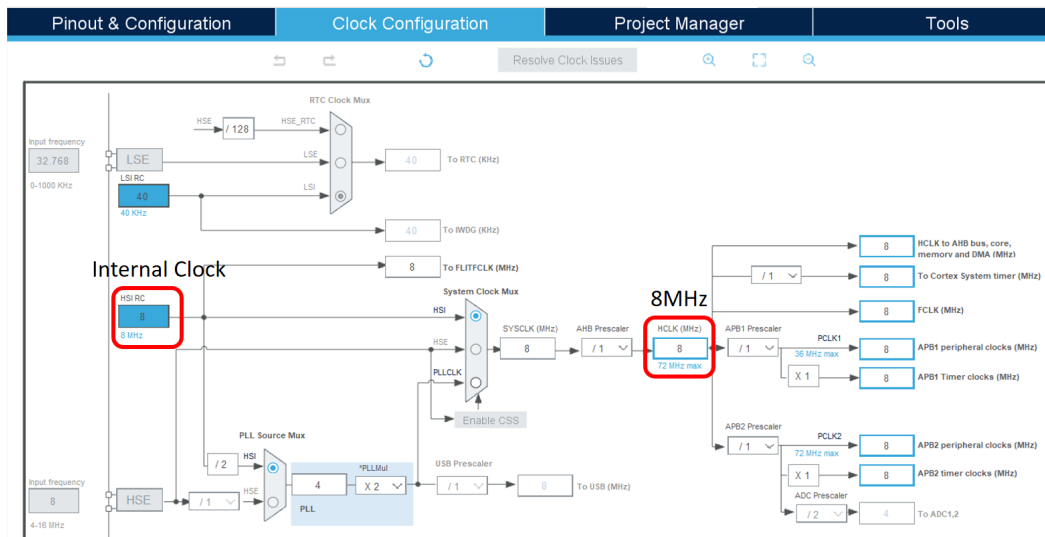 Pinout & Configuration
Clock Configuration
Project Manager
Tools
Resolve Clock Issues
RTC Clock Mux
HSE
/ 128
HSE_RTC
Input frequency
32.768
0-1000 KHz
LSE
LSE
40
To RTC (KHz)
LSI RC
40
40 KHz
LSI
40
To IWDG (KHz)
Internal Clock
8
To FLITFCLK (MHz)
HSI RC
8
8 MHz
System Clock Mux
HSI
HSE
PLLCLK
SYSCLK (MHz)
8
AHB Prescaler
/ 1
8MHz
HCLK (MHz)
8
72 MHz max
8
HCLK to AHB bus, core,
memory and DMA (MHz)
/ 1
8
To Cortex System timer (MHz)
8
FCLK (MHz)
APB1 Prescaler
/ 1
PCLK1
36 MHz max
8
APB1 peripheral clocks (MHz)
X 1
8
APB1 Timer clocks (MHz)
Enable CSS
APB2 Prescaler
/ 1
PCLK2
72 MHz max
8
APB2 peripheral clocks (MHz)
X 1
8
APB2 timer clocks (MHz)
ADC Prescaler
/ 2
4
To ADC1,2
PLL Source Mux
/ 2
HSI
HSE
4
*PLLMul
X 2
PLL
USB Prescaler
/ 1
8
To USB (MHz)
Input frequency
8
4-16 MHz
HSE
/ 1